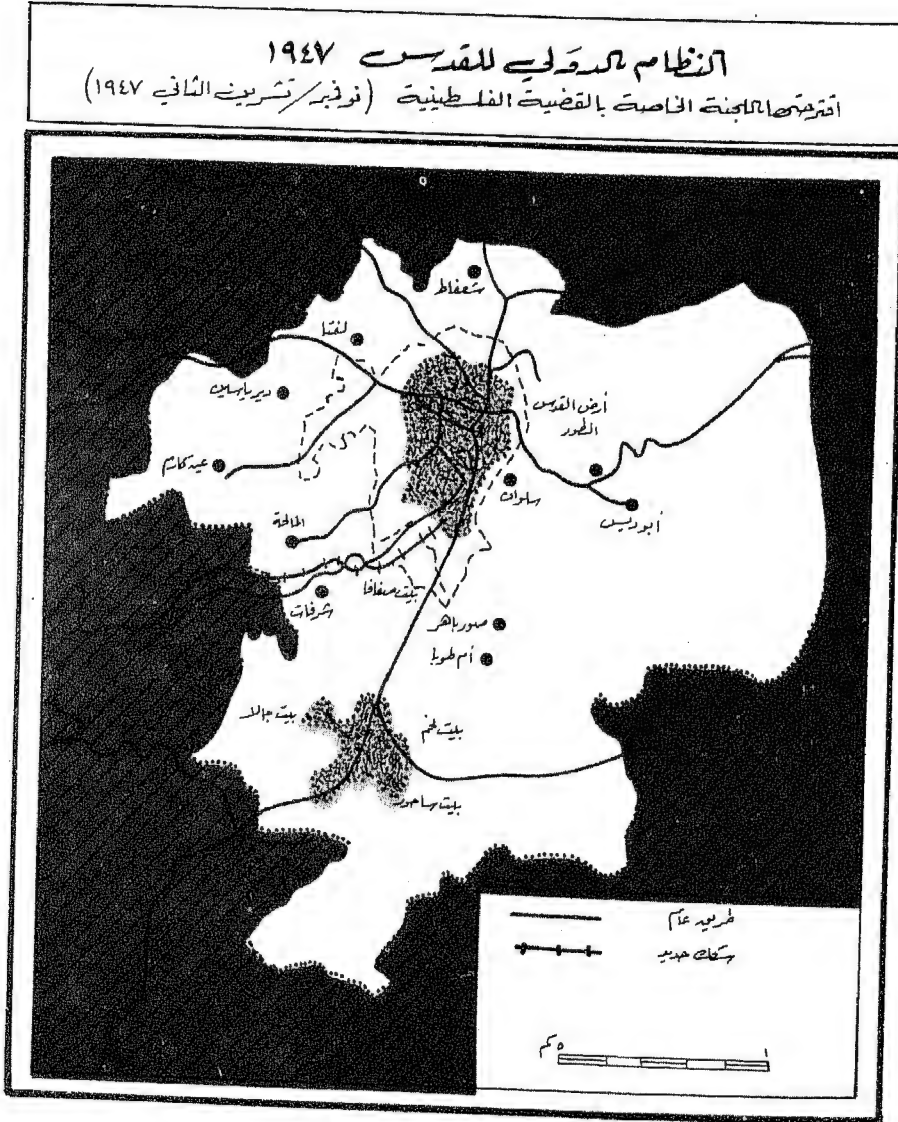 النظام الدولي للقدس ١٩٤٧
اقترحتها اللجنة الخاصة بالقضية الفلسطينية (نوفمبر/تشرين الثاني ١٩٤٧)
شعفاط
لفتا
دير ياسين
أرض القدس
الطور
عين كارم
سلوان
أبو ديس
المالحة
بيت صفافا
شرفات
صور باهر
أم طوبا
بيت جالا
بيت لحم
بيت ساحور
طريق عام
سكك حديد
٥ كم
١